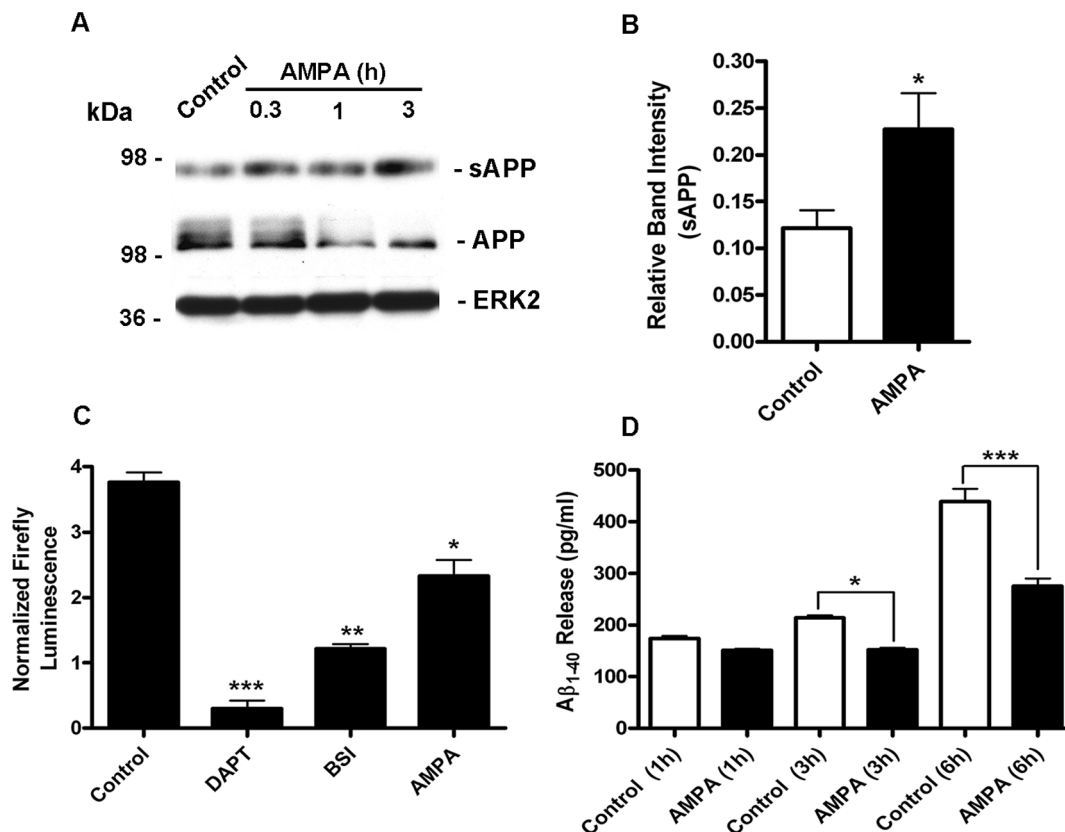 A
Control
AMPA (h)
kDa
0.3 1 3
98 -
- sAPP
- APP
98 -
- ERK2
36 -
B
Relative Band Intensity
(sAPP)
0.30
0.25
0.20
0.15
0.10
0.05
0.00
*
Control
AMPA
C
Normalized Firefly
Luminescence
4
3
2
1
0
***
**
*
Control
DAPT
BSI
AMPA
D
Aβ1-40 Release (pg/ml)
500
400
300
200
100
0
*
***
Control (1h)
AMPA (1h)
Control (3h)
AMPA (3h)
Control (6h)
AMPA (6h)